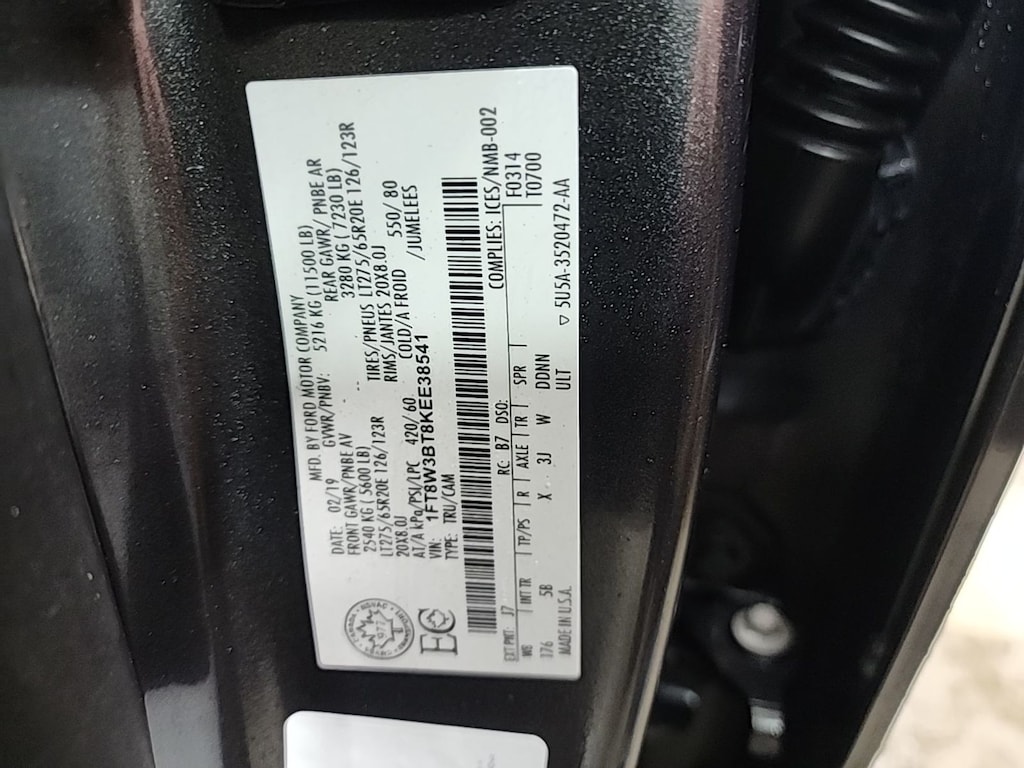 MFD. BY FORD MOTOR COMPANY
DATE: 02/19 GVWR/PNBV: 5216 KG (11500 LB)
FRONT GAWR/PNBE AV REAR GAWR/PNBE AR
2540 KG (5600 LB) 3280 KG (7230 LB)
LT275/65R20E 126/123R TIRES/PNEUS LT275/65R20E 126/123R
20X8.0J RIMS/JANTES 20X8.0J
AT/A kPa/PSI/LPC 420/60 COLD/A FROID 550/80
VIN: 1FT8W3BT8KEE38541 /JUMELEES
TYPE: TRU/CAM
EC
COMPLIES: ICES/NMB-002
EXT PNT: J7 RC: B7 DSO: F0314
WB INT TR TP/PS R AXLE TR SPR T0700
176 5B X 3J W DDNN
MADE IN U.S.A. ULT ▽ 5U5A-3520472-AA